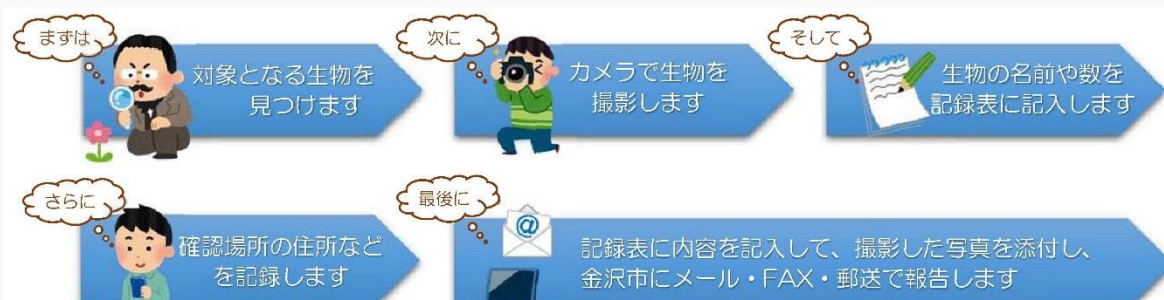 まずは
対象となる生物を
見つけます
次に
カメラで生物を
撮影します
そして
生物の名前や数を
記録表に記入します
さらに
確認場所の住所など
を記録します
最後に
@
記録表に内容を記入して、撮影した写真を添付し、
金沢市にメール・FAX・郵送で報告します